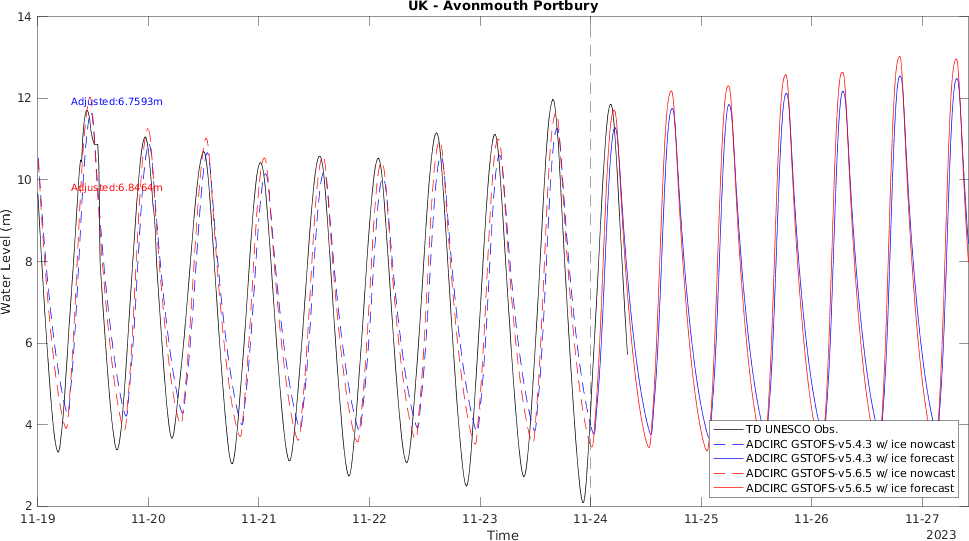 UK - Avonmouth Portbury
14
12
10
8
6
4
2
Water Level (m)
Adjusted:6.7593m
Adjusted:6.8464m
TD UNESCO Obs.
ADCIRC GSTOFS-v5.4.3 w/ ice nowcast
ADCIRC GSTOFS-v5.4.3 w/ ice forecast
ADCIRC GSTOFS-v5.6.5 w/ ice nowcast
ADCIRC GSTOFS-v5.6.5 w/ ice forecast
11-19 11-20 11-21 11-22 11-23 11-24 11-25 11-26 11-27
Time
2023